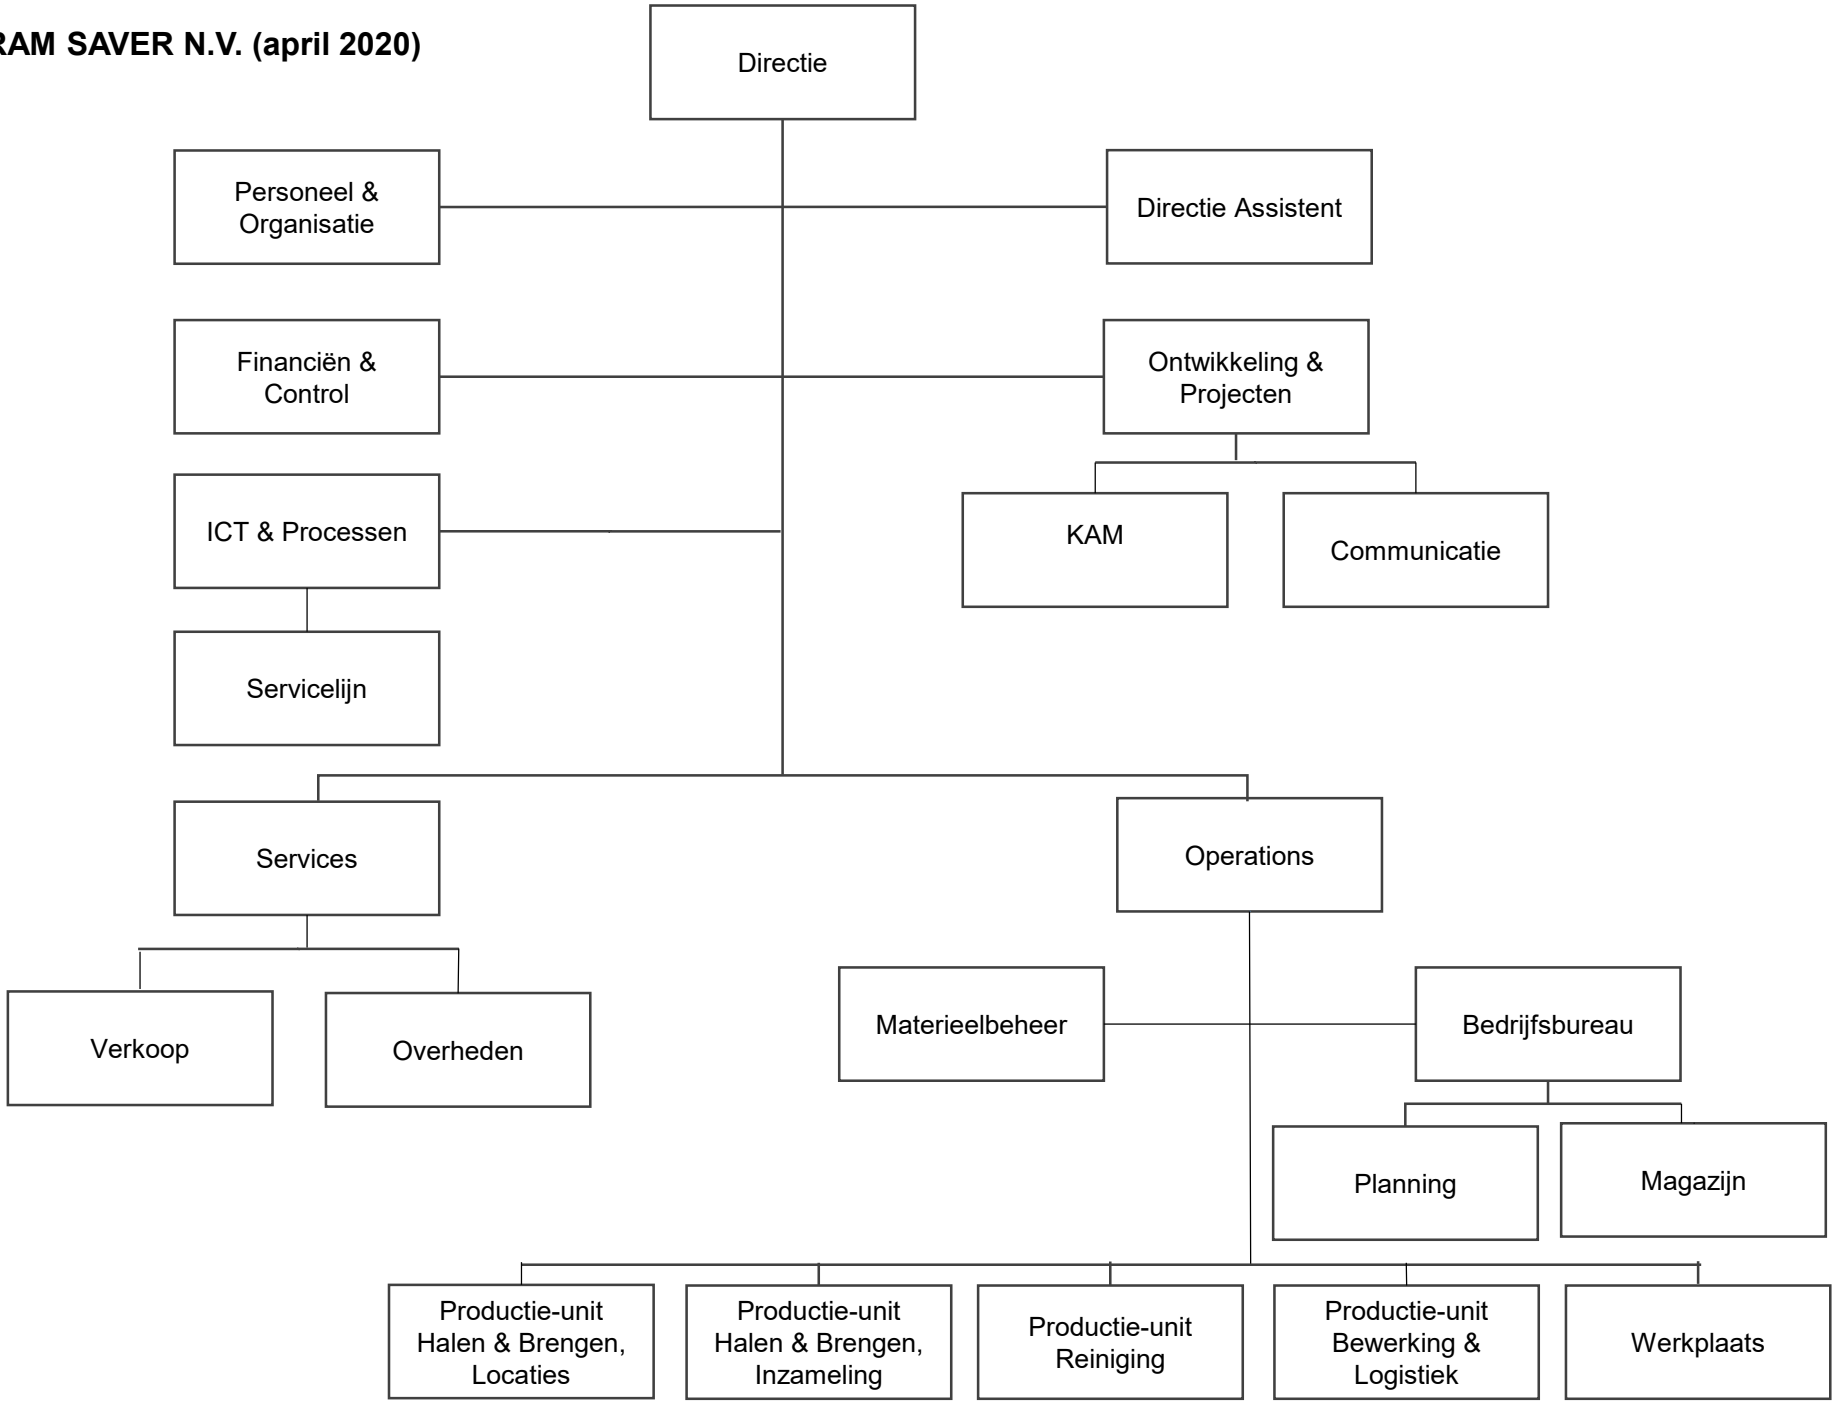 RAM SAVER N.V. (april 2020)
Directie
Personeel &
Organisatie
Directie Assistent
Financiën &
Control
Ontwikkeling &
Projecten
ICT & Processen
KAM
Communicatie
Servicelijn
Services
Operations
Verkoop
Overheden
Materieelbeheer
Bedrijfsbureau
Planning
Magazijn
Productie-unit
Halen & Brengen,
Locaties
Productie-unit
Halen & Brengen,
Inzameling
Productie-unit
Reiniging
Productie-unit
Bewerking &
Logistiek
Werkplaats